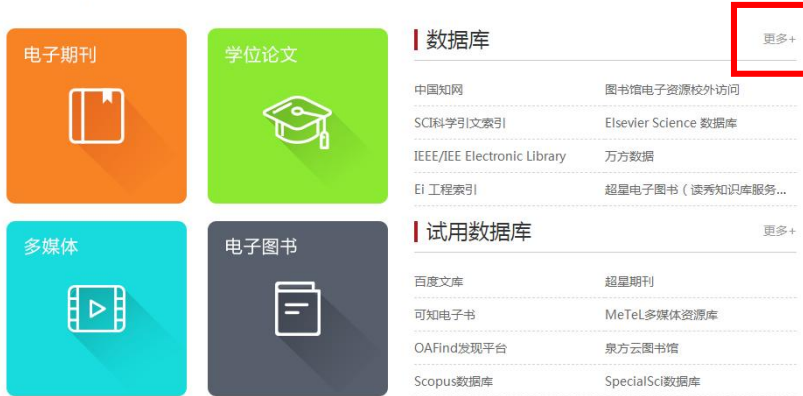 电子期刊
学位论文
多媒体
电子图书
数据库
更多+
中国知网
图书馆电子资源校外访问
SCI科学引文索引
Elsevier Science 数据库
IEEE/IEE Electronic Library
万方数据
Ei 工程索引
超星电子图书（读秀知识库服务...
试用数据库
更多+
百度文库
超星期刊
可知电子书
MeTeL多媒体资源库
OAFind发现平台
泉方云图书馆
Scopus数据库
SpecialSci数据库